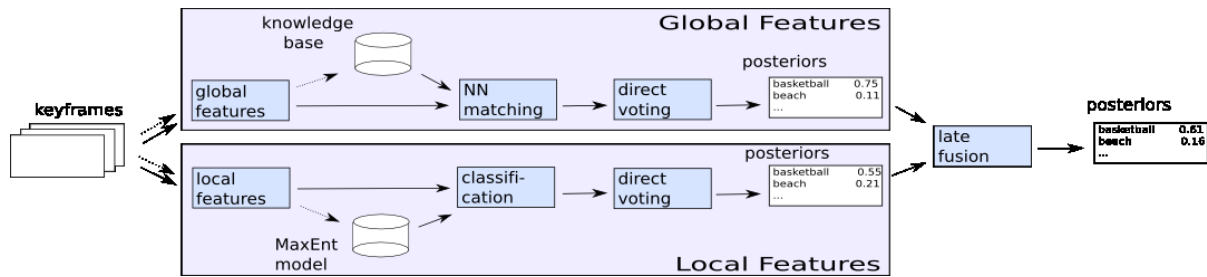 Global Features
knowledge
base
global
features
NN
matching
direct
voting
posteriors
basketball 0.75
beach 0.11
...
keyframes
local
features
MaxEnt
model
classifi-
cation
direct
voting
posteriors
basketball 0.55
beach 0.21
...
Local Features
late
fusion
posteriors
basketball 0.61
beach 0.16
...